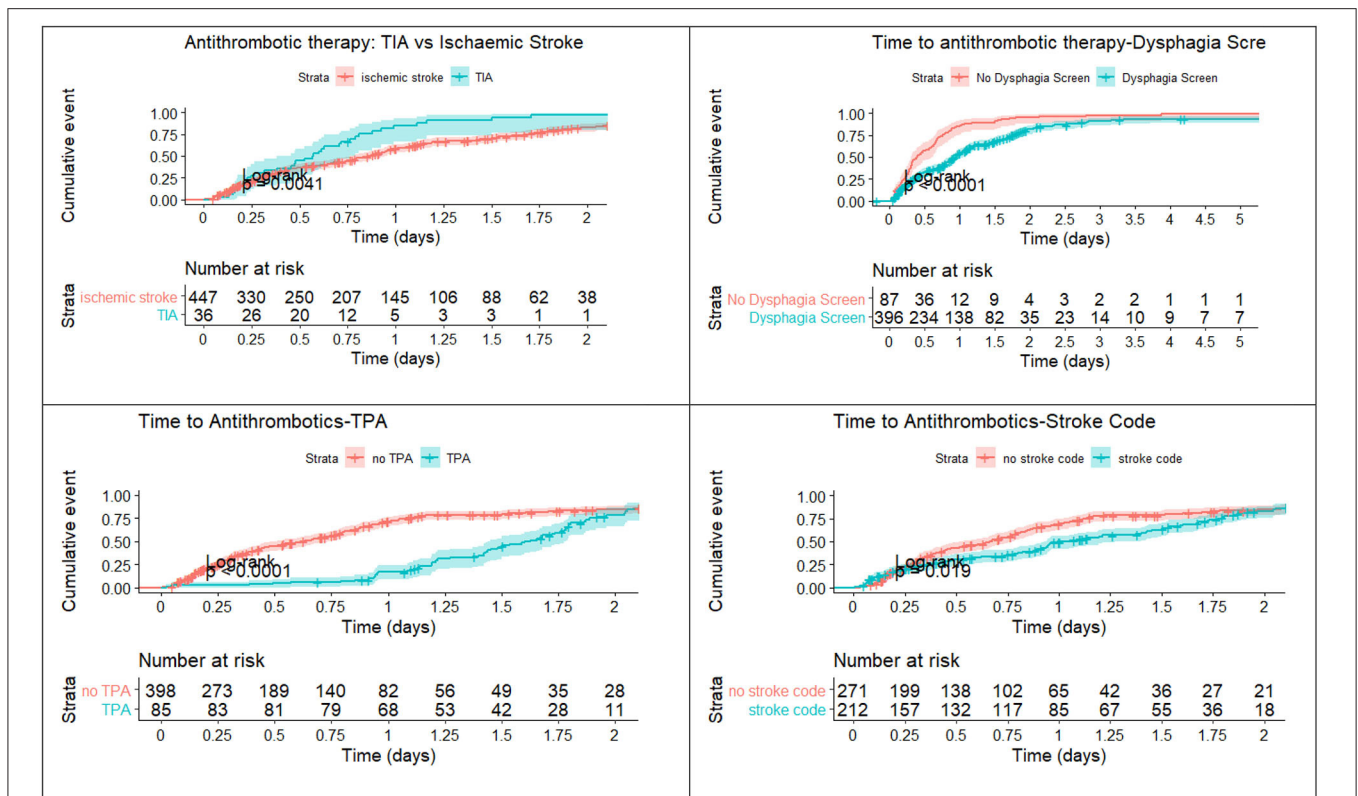 Antithrombotic therapy: TIA vs Ischaemic Stroke
Strata ischemic stroke TIA
Cumulative event
1.00
0.75
0.50
0.25
0.00
Log-rank
p = 0.0041
0 0.25 0.5 0.75 1 1.25 1.5 1.75 2
Time (days)
Number at risk
Strata
ischemic stroke 447 330 250 207 145 106 88 62 38
TIA 36 26 20 12 5 3 3 1 1
0 0.25 0.5 0.75 1 1.25 1.5 1.75 2
Time (days)
Time to antithrombotic therapy-Dysphagia Scre
Strata No Dysphagia Screen Dysphagia Screen
Cumulative event
1.00
0.75
0.50
0.25
0.00
Log-rank
p < 0.0001
0 0.5 1 1.5 2 2.5 3 3.5 4 4.5 5
Time (days)
Number at risk
Strata
No Dysphagia Screen 87 36 12 9 4 3 2 2 1 1 1
Dysphagia Screen 396 234 138 82 35 23 14 10 9 7 7
0 0.5 1 1.5 2 2.5 3 3.5 4 4.5 5
Time (days)
Time to Antithrombotics-TPA
Strata no TPA TPA
Cumulative event
1.00
0.75
0.50
0.25
0.00
Log-rank
p < 0.0001
0 0.25 0.5 0.75 1 1.25 1.5 1.75 2
Time (days)
Number at risk
Strata
no TPA 398 273 189 140 82 56 49 35 28
TPA 85 83 81 79 68 53 42 28 11
0 0.25 0.5 0.75 1 1.25 1.5 1.75 2
Time (days)
Time to Antithrombotics-Stroke Code
Strata no stroke code stroke code
Cumulative event
1.00
0.75
0.50
0.25
0.00
Log-rank
p = 0.019
0 0.25 0.5 0.75 1 1.25 1.5 1.75 2
Time (days)
Number at risk
Strata
no stroke code 271 199 138 102 65 42 36 27 21
stroke code 212 157 132 117 85 67 55 36 18
0 0.25 0.5 0.75 1 1.25 1.5 1.75 2
Time (days)